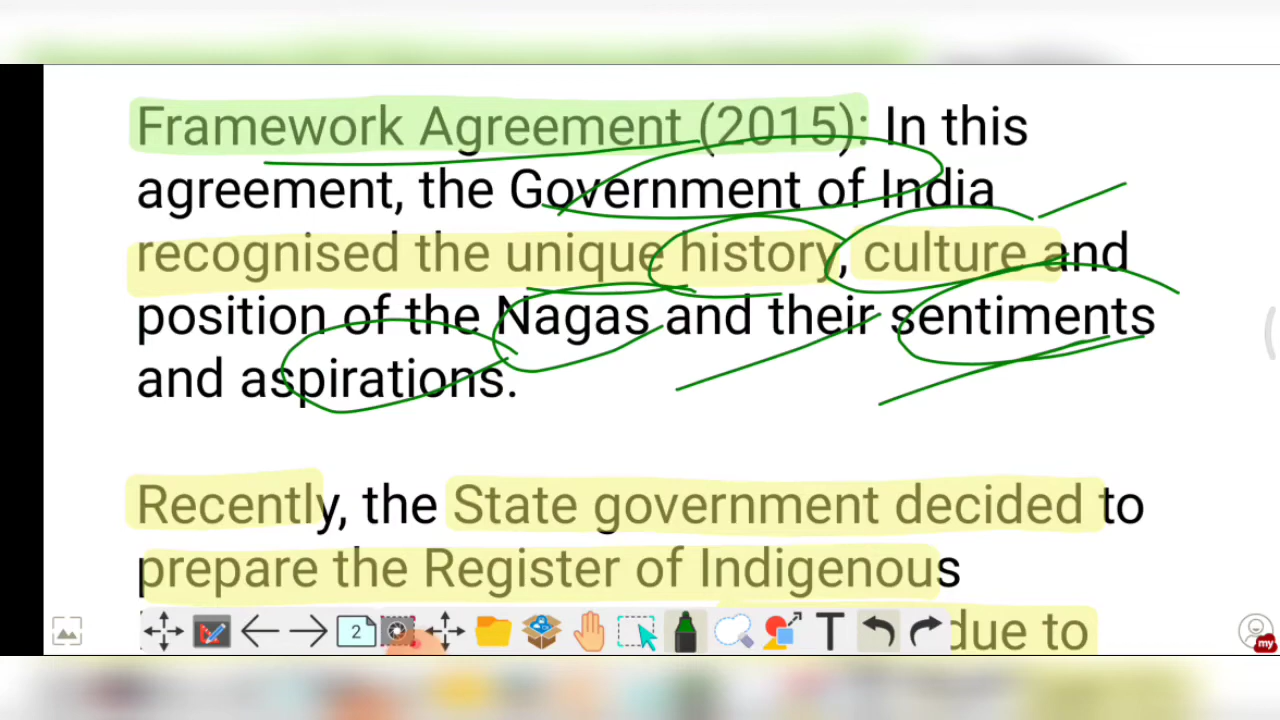 Framework Agreement (2015): In this
agreement, the Government of India
recognised the unique history, culture and
position of the Nagas and their sentiments
and aspirations.
Recently, the State government decided to
prepare the Register of Indigenous
due to
2
T
my